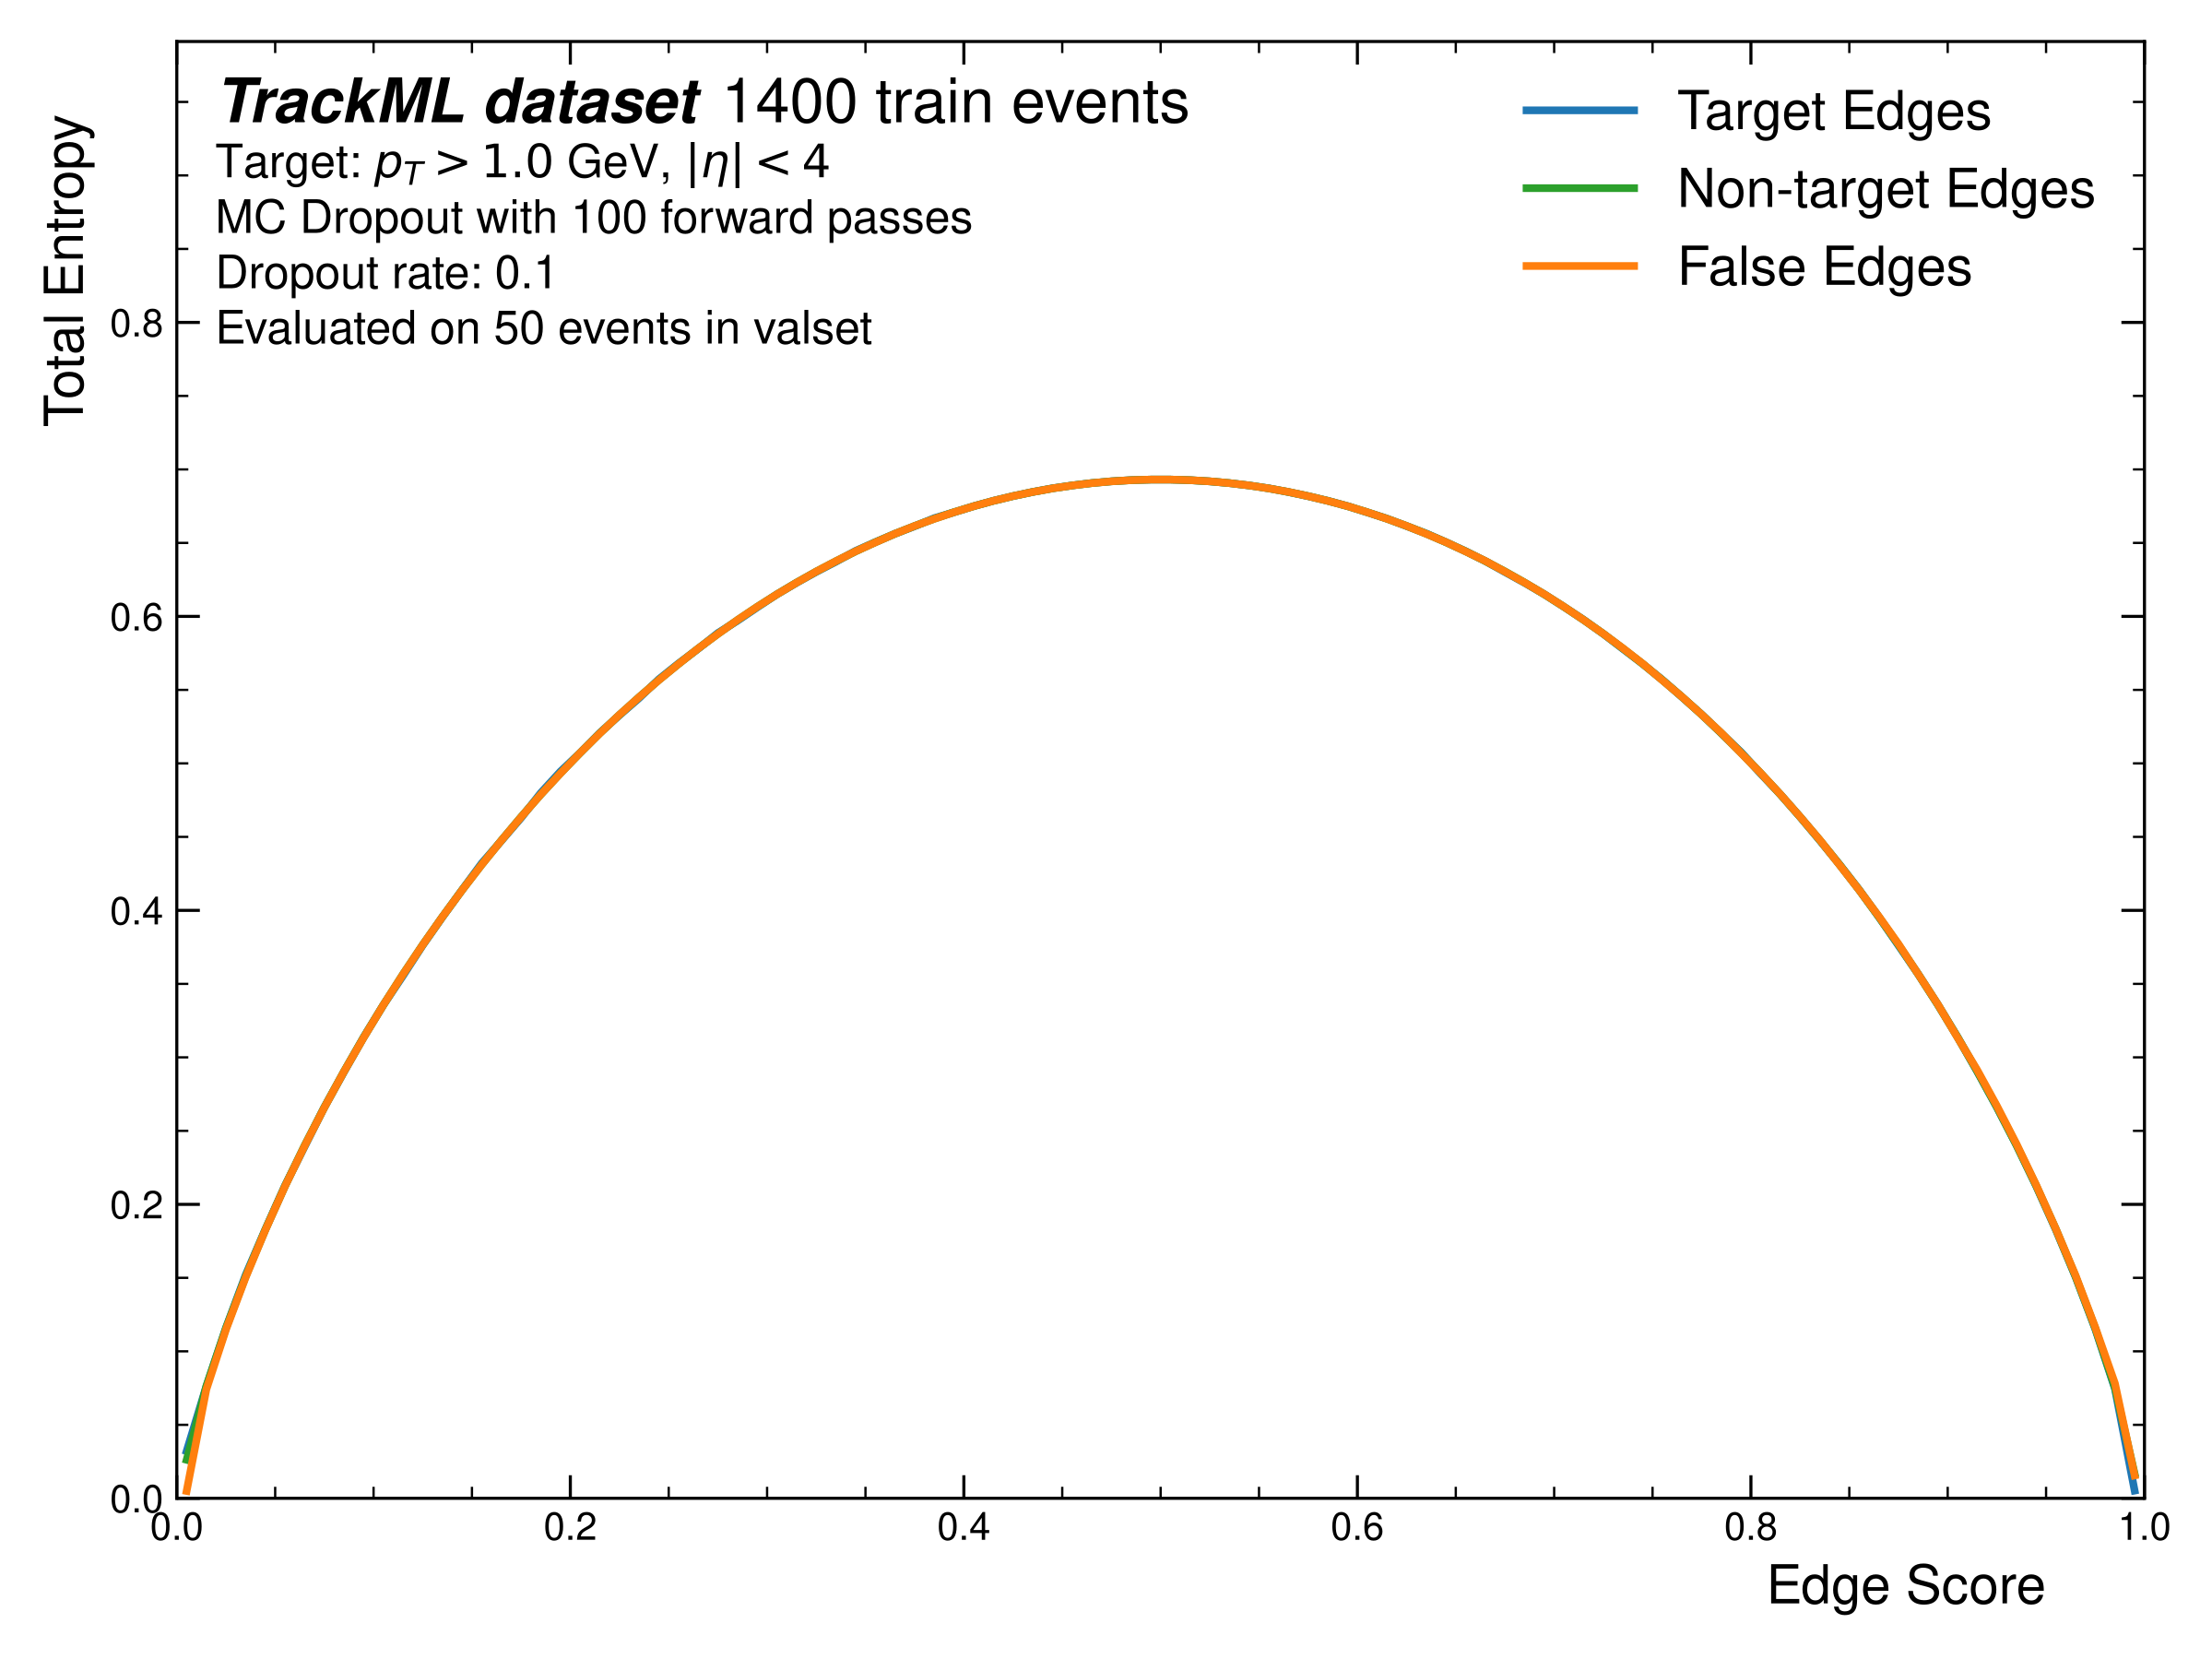 TrackML dataset 1400 train events
Target: p_T > 1.0 GeV, |η| < 4
MC Dropout with 100 forward passes
Dropout rate: 0.1
Evaluated on 50 events in valset
Target Edges
Non-target Edges
False Edges
Total Entropy
0.8
0.6
0.4
0.2
0.0
0.0 0.2 0.4 0.6 0.8 1.0
Edge Score